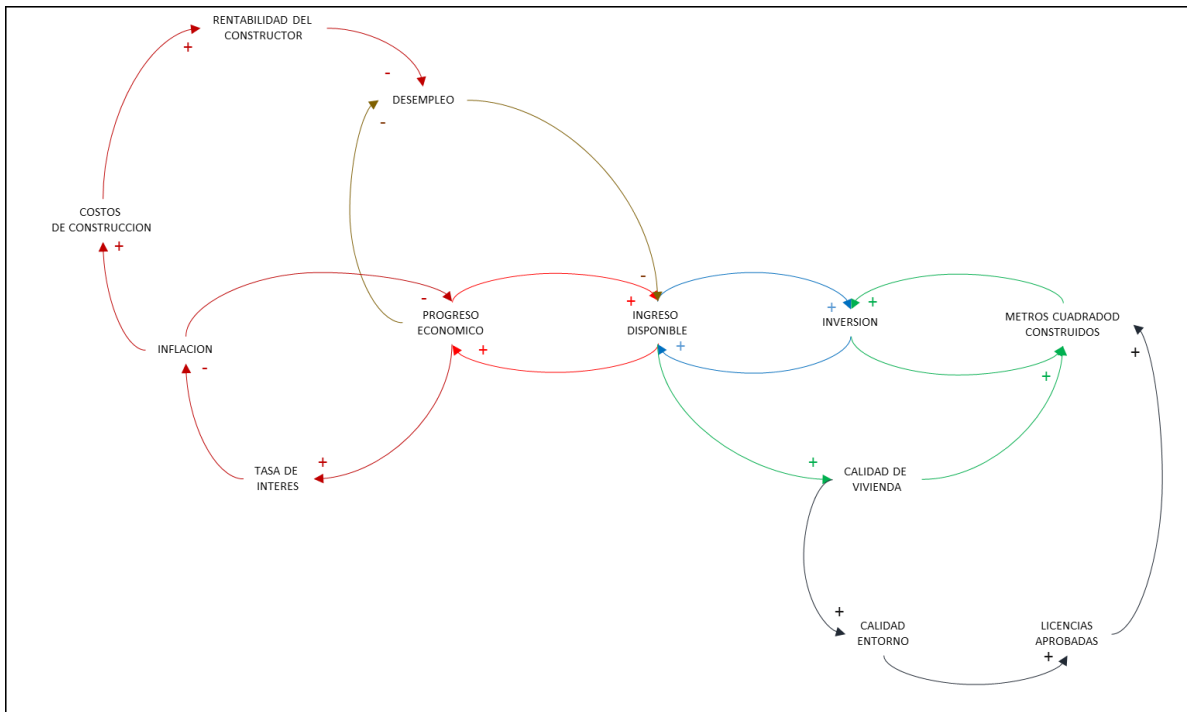 RENTABILIDAD DEL
CONSTRUCTOR
+
-
DESEMPLEO
-
COSTOS
DE CONSTRUCCION
+
-
-
+
+
+
+
PROGRESO
ECONOMICO
INGRESO
DISPONIBLE
INVERSION
METROS CUADRADOD
CONSTRUIDOS
INFLACION
+
+
+
-
+
+
+
TASA DE
INTERES
CALIDAD DE
VIVIENDA
+
CALIDAD
ENTORNO
LICENCIAS
APROBADAS
+